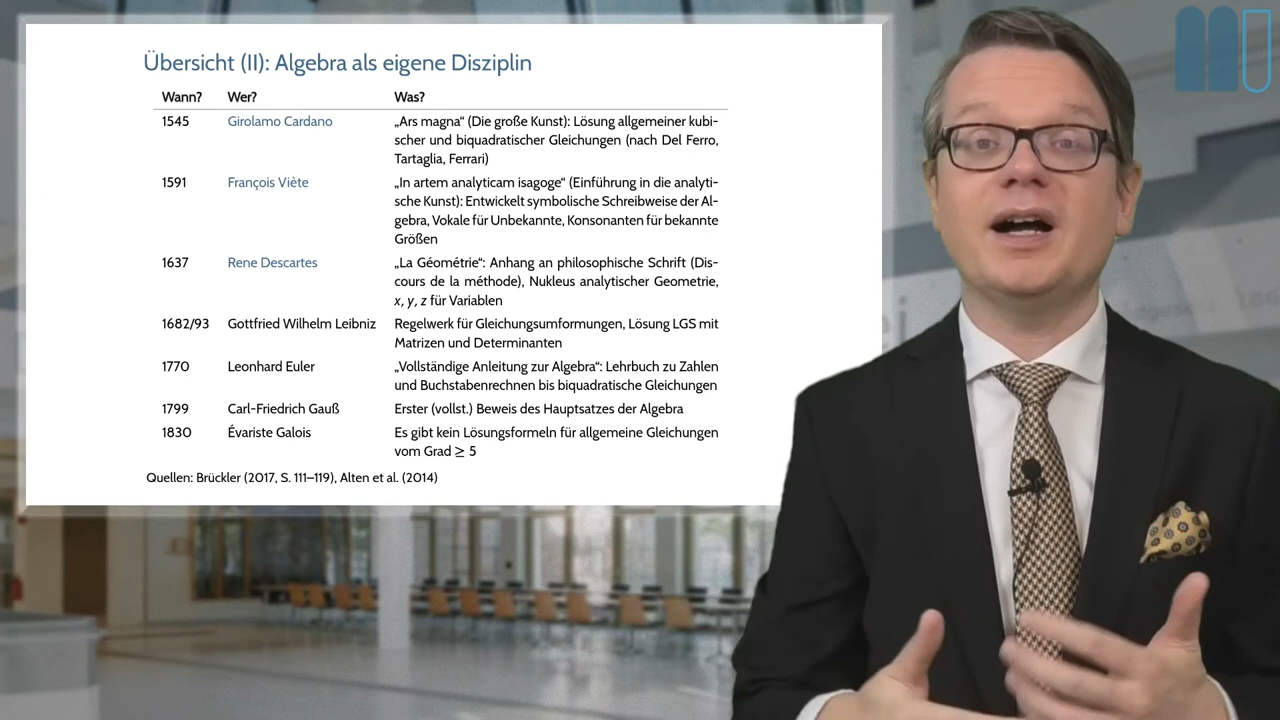 Übersicht (II): Algebra als eigene Disziplin
Wann? Wer? Was?
1545 Girolamo Cardano „Ars magna“ (Die große Kunst): Lösung allgemeiner kubi-
scher und biquadratischer Gleichungen (nach Del Ferro,
Tartaglia, Ferrari)
1591 François Viète „In artem analyticam isagoge“ (Einführung in die analyti-
sche Kunst): Entwickelt symbolische Schreibweise der Al-
gebra, Vokale für Unbekannte, Konsonanten für bekannte
Größen
1637 Rene Descartes „La Géométrie“: Anhang an philosophische Schrift (Dis-
cours de la méthode), Nukleus analytischer Geometrie,
x, y, z für Variablen
1682/93 Gottfried Wilhelm Leibniz Regelwerk für Gleichungsumformungen, Lösung LGS mit
Matrizen und Determinanten
1770 Leonhard Euler „Vollständige Anleitung zur Algebra“: Lehrbuch zu Zahlen
und Buchstabenrechnen bis biquadratische Gleichungen
1799 Carl-Friedrich Gauß Erster (vollst.) Beweis des Hauptsatzes der Algebra
1830 Évariste Galois Es gibt kein Lösungsformeln für allgemeine Gleichungen
vom Grad ≥ 5
Quellen: Brückler (2017, S. 111–119), Alten et al. (2014)